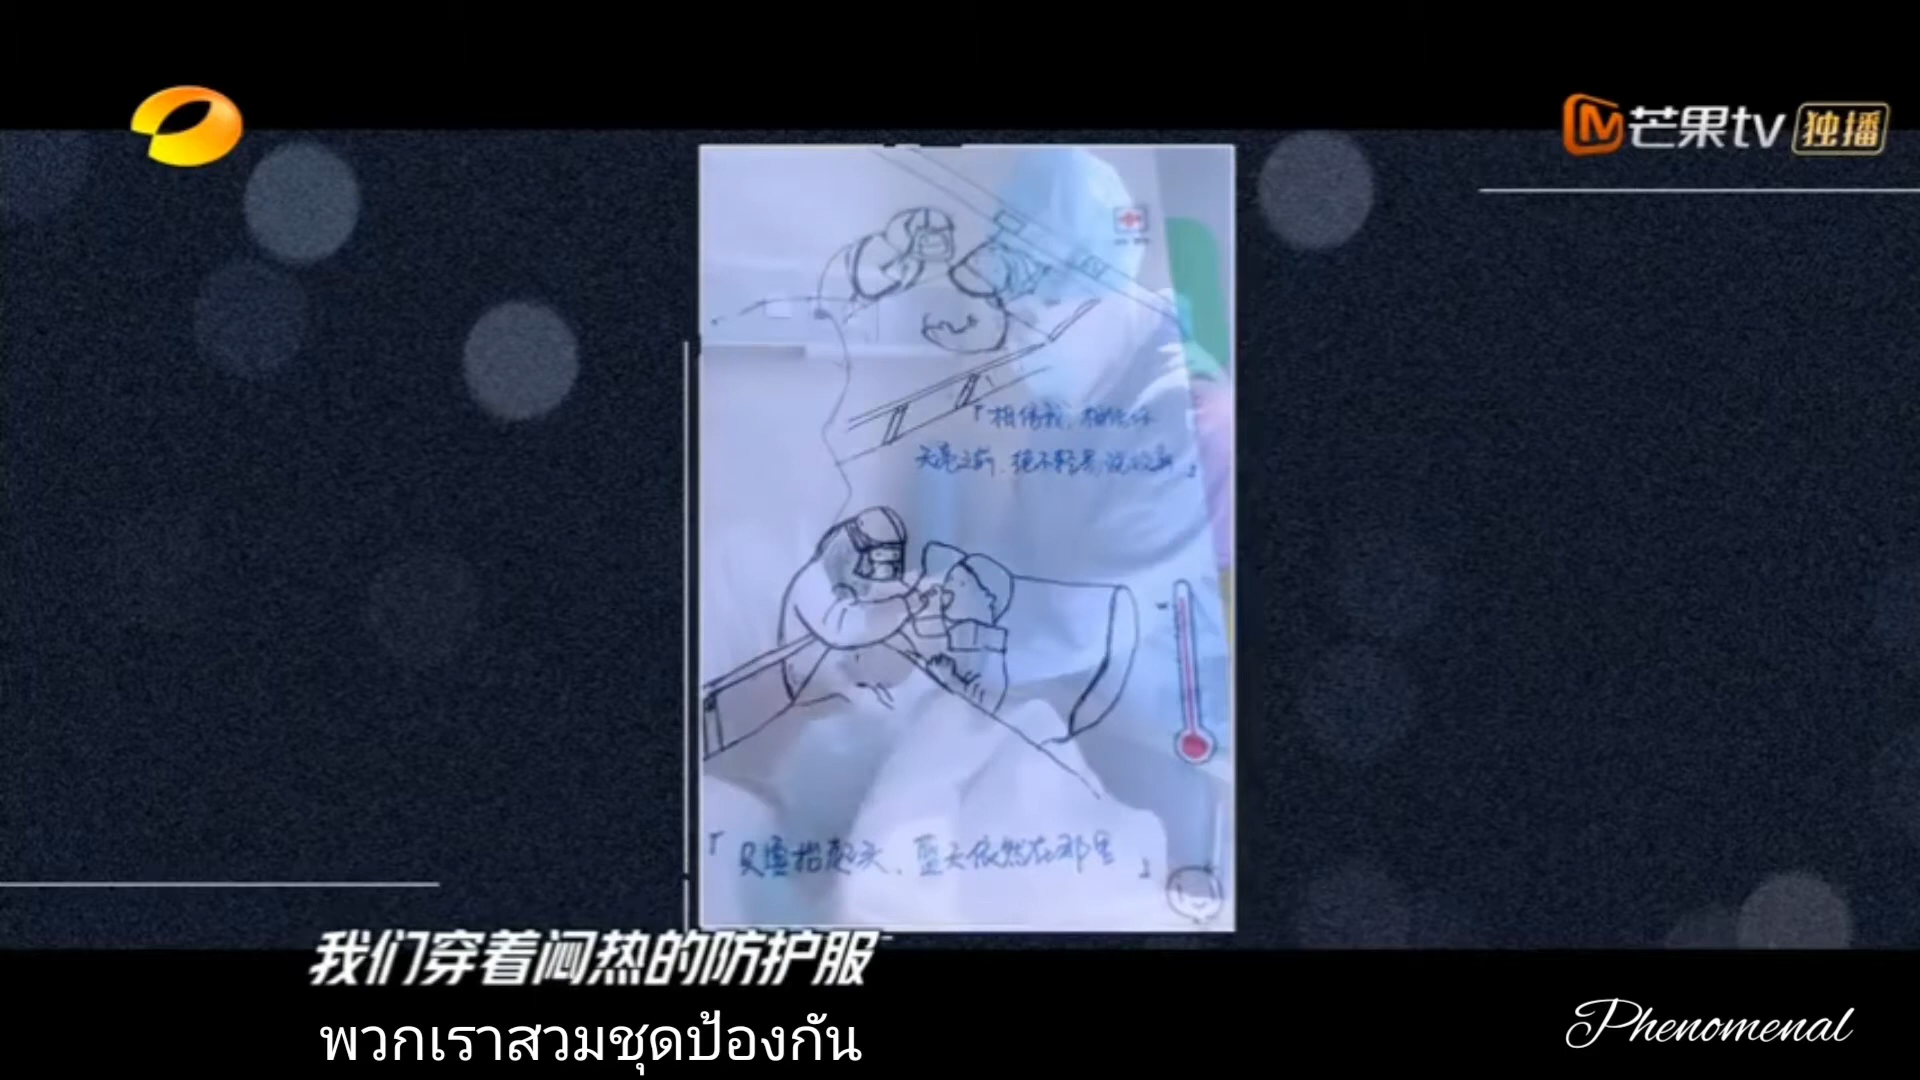 芒果tv 独播
『相信我，相信你
天亮之前，绝不轻易说放弃』
『只要抬起头，蓝天依然在那里』
我们穿着闷热的防护服
พวกเราสวมชุดป้องกัน
Phenomenal